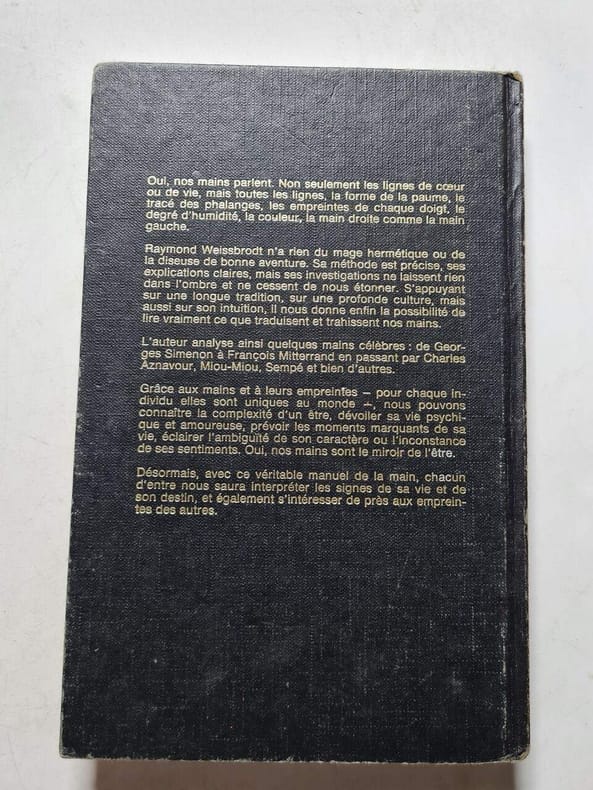 Oui, nos mains parlent. Non seulement les lignes de cœur
ou de vie, mais toutes les lignes, la forme de la paume, le
tracé des phalanges, les empreintes de chaque doigt, le
degré d'humidité, la couleur, la main droite comme la main
gauche.
Raymond Weissbrodt n'a rien du mage hermétique ou de
la diseuse de bonne aventure. Sa méthode est précise, ses
explications claires, mais ses investigations ne laissent rien
dans l'ombre et ne cessent de nous étonner. S'appuyant
sur une longue tradition, sur une profonde culture, mais
aussi sur son intuition, il nous donne enfin la possibilité de
lire vraiment ce que traduisent et trahissent nos mains.
L'auteur analyse ainsi quelques mains célèbres : de Geor-
ges Simenon à François Mitterrand en passant par Charles
Aznavour, Miou-Miou, Sempé et bien d'autres.
Grâce aux mains et à leurs empreintes – pour chaque in-
dividu elles sont uniques au monde –, nous pouvons
connaître la complexité d'un être, dévoiler sa vie psychi-
que et amoureuse, prévoir les moments marquants de sa
vie, éclairer l'ambiguïté de son caractère ou l'inconstance
de ses sentiments. Oui, nos mains sont le miroir de l'être.
Désormais, avec ce véritable manuel de la main, chacun
d'entre nous saura interpréter les signes de sa vie et de
son destin, et également s'intéresser de près aux emprein-
tes des autres.